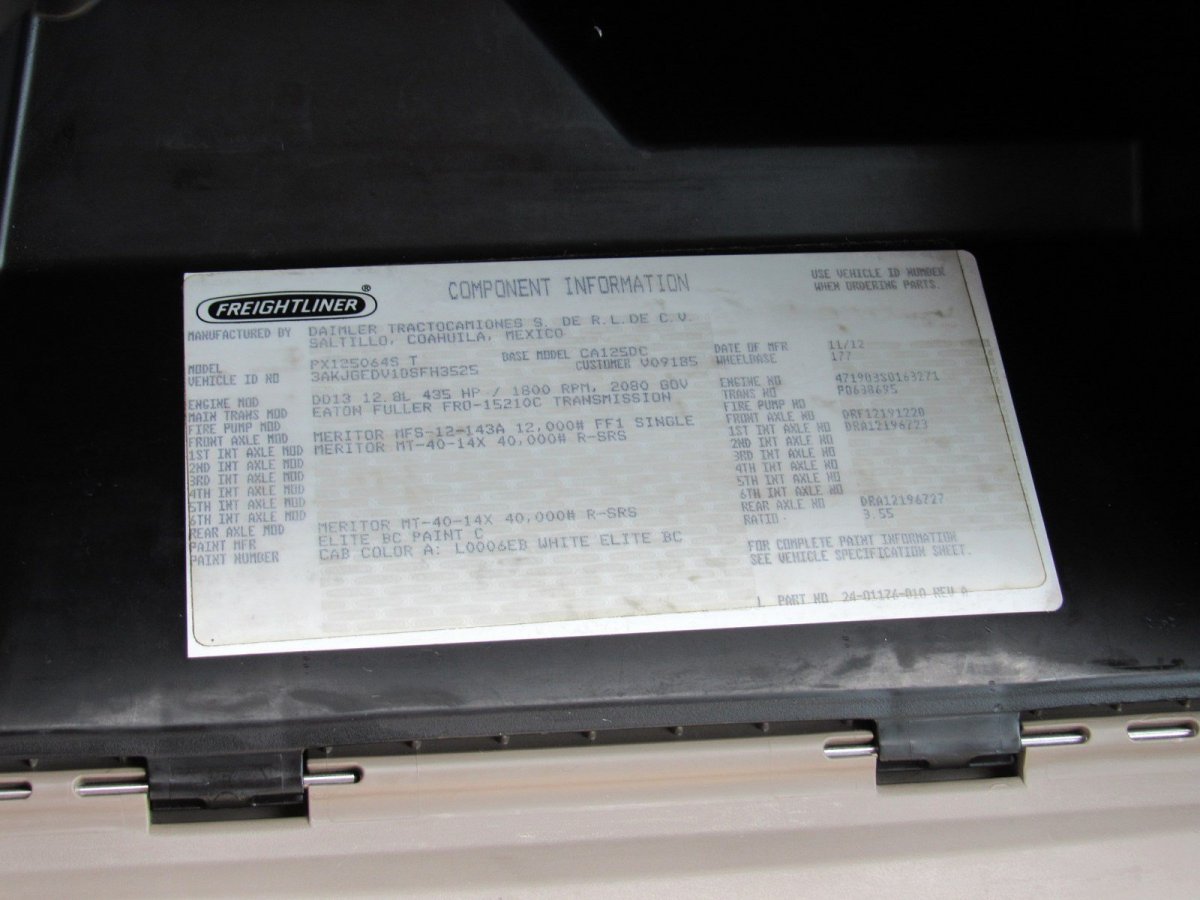 FREIGHTLINER®
COMPONENT INFORMATION
USE VEHICLE ID NUMBER
WHEN ORDERING PARTS.
MANUFACTURED BY DAIMLER TRACTOCAMIONES S. DE R.L.DE C.V.
SALTILLO, COAHUILA, MEXICO
MODEL PX125064S T BASE MODEL CA125DC DATE OF MFR 11/12
VEHICLE ID NO 3AKJGEDV1DSFH3525 CUSTOMER V09185 WHEELBASE 177
ENGINE MOD DD13 12.8L 435 HP / 1800 RPM, 2080 GOV ENGINE NO 471903S0163271
MAIN TRANS MOD EATON FULLER FRO-15210C TRANSMISSION TRANS NO P0638695
FIRE PUMP MOD FIRE PUMP NO
FRONT AXLE MOD MERITOR MFS-12-143A 12,000# FF1 SINGLE FRONT AXLE NO DRF12191220
1ST INT AXLE MOD MERITOR MT-40-14X 40,000# R-SRS 1ST INT AXLE NO DRA12196723
2ND INT AXLE MOD 2ND INT AXLE NO
3RD INT AXLE MOD 3RD INT AXLE NO
4TH INT AXLE MOD 4TH INT AXLE NO
5TH INT AXLE MOD 5TH INT AXLE NO
6TH INT AXLE MOD 6TH INT AXLE NO
REAR AXLE MOD MERITOR MT-40-14X 40,000# R-SRS REAR AXLE NO DRA12196727
PAINT MFR ELITE BC PAINT C RATIO 3.55
PAINT NUMBER CAB COLOR A: L0006EB WHITE ELITE BC
FOR COMPLETE PAINT INFORMATION
SEE VEHICLE SPECIFICATION SHEET.
1 PART NO 24-01176-010 REV A